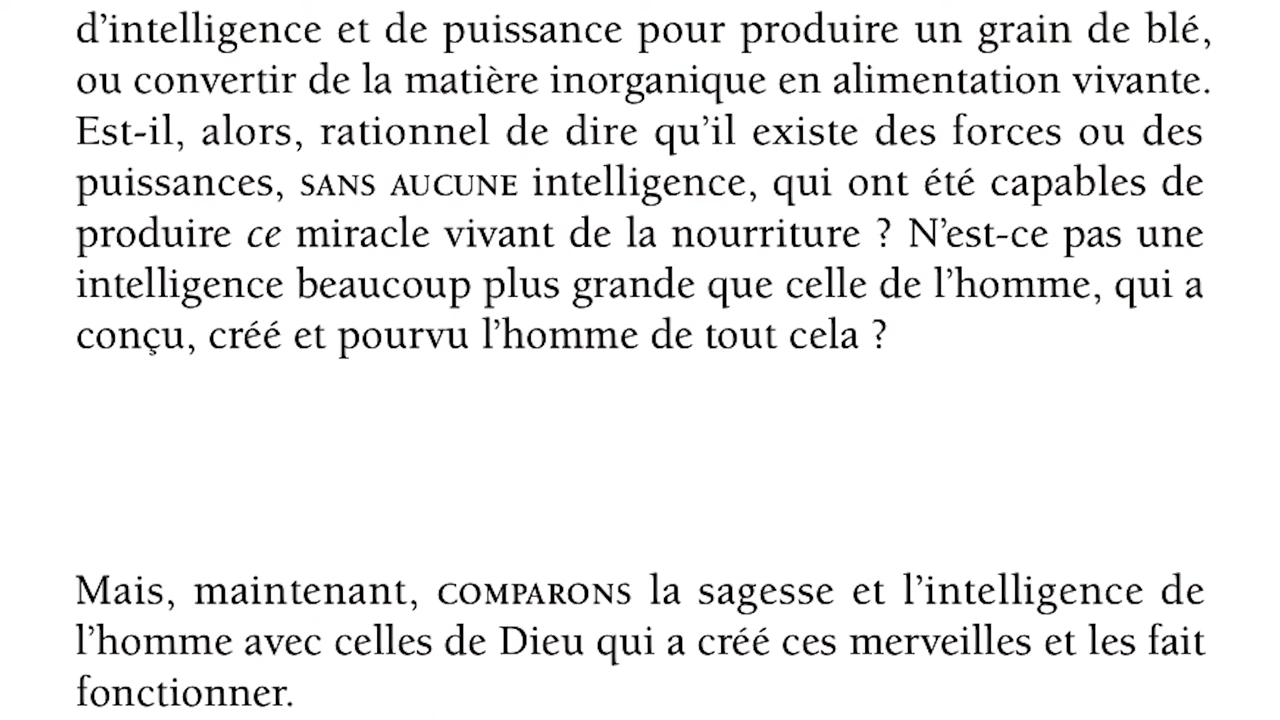 d’intelligence et de puissance pour produire un grain de blé,
ou convertir de la matière inorganique en alimentation vivante.
Est-il, alors, rationnel de dire qu’il existe des forces ou des
puissances, SANS AUCUNE intelligence, qui ont été capables de
produire ce miracle vivant de la nourriture ? N’est-ce pas une
intelligence beaucoup plus grande que celle de l’homme, qui a
conçu, créé et pourvu l’homme de tout cela ?
Mais, maintenant, COMPARONS la sagesse et l’intelligence de
l’homme avec celles de Dieu qui a créé ces merveilles et les fait
fonctionner.